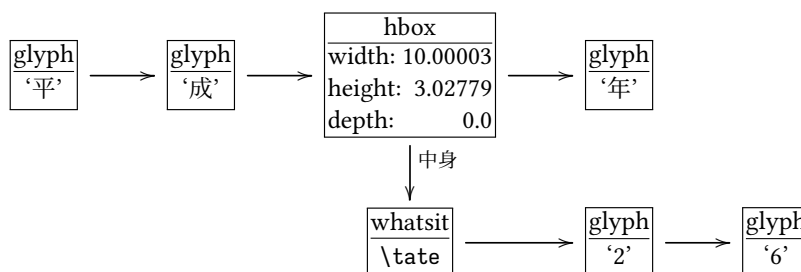 glyph
‘平’
glyph
‘成’
hbox
width: 10.00003
height: 3.02779
depth: 0.0
glyph
‘年’
中身
whatsit
\tate
glyph
‘2’
glyph
‘6’